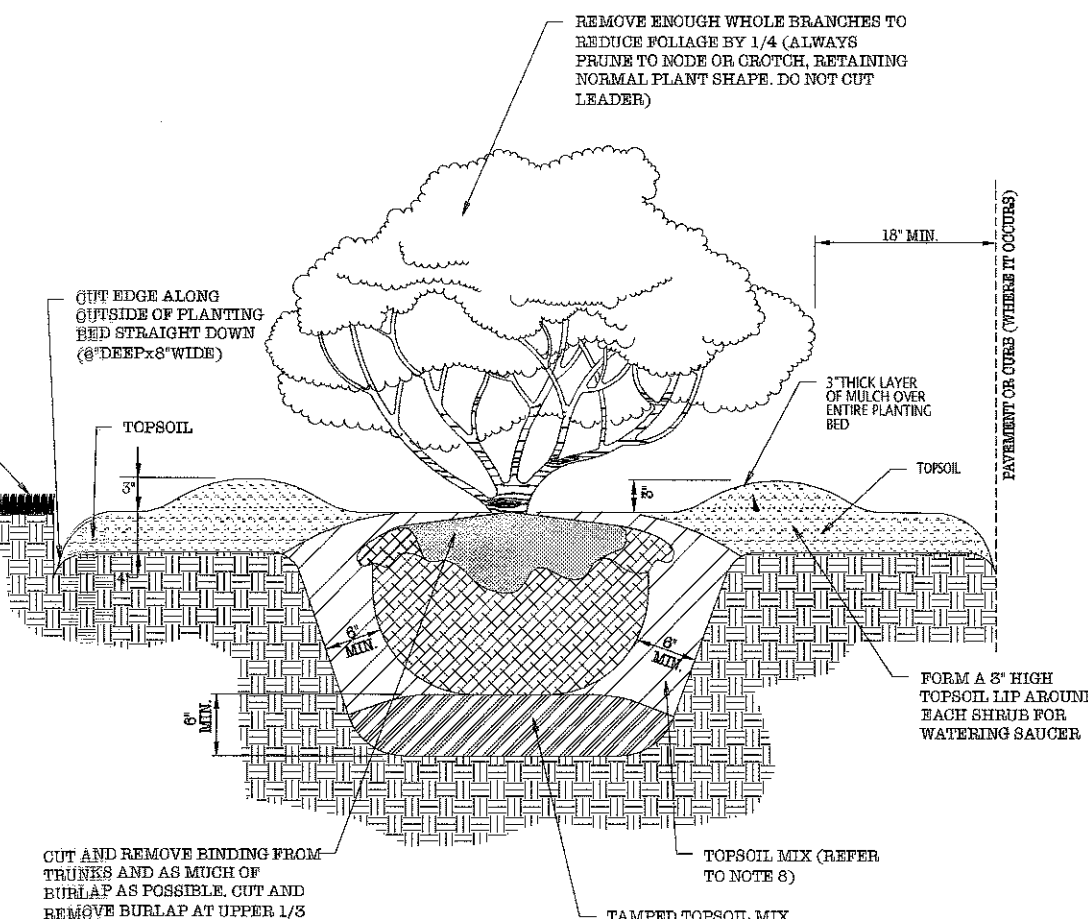 REMOVE ENOUGH WHOLE BRANCHES TO
REDUCE FOLIAGE BY 1/4 (ALWAYS
PRUNE TO NODE OR CROTCH, RETAINING
NORMAL PLANT SHAPE. DO NOT CUT
LEADER)
18" MIN.
PAVEMENT OR CURB (WHERE IT OCCURS)
CUT EDGE ALONG
OUTSIDE OF PLANTING
BED STRAIGHT DOWN
(6"DEEPx8"WIDE)
3"THICK LAYER
OF MULCH OVER
ENTIRE PLANTING
BED
TOPSOIL
TOPSOIL
3"
3"
4"
6"
MIN.
6"
MIN.
6"
MIN.
FORM A 3" HIGH
TOPSOIL LIP AROUND
EACH SHRUB FOR
WATERING SAUCER
CUT AND REMOVE BINDING FROM
TRUNKS AND AS MUCH OF
BURLAP AS POSSIBLE. CUT AND
REMOVE BURLAP AT UPPER 1/3
TOPSOIL MIX (REFER
TO NOTE 8)
TAMPED TOPSOIL MIX